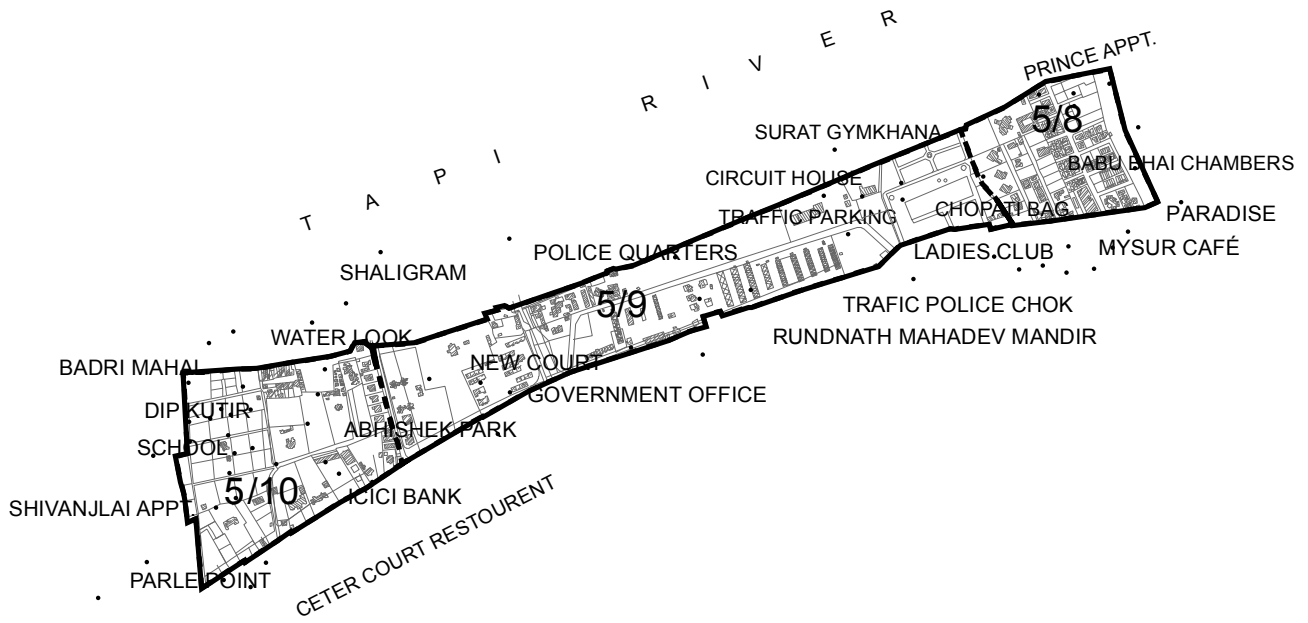 TAPI RIVER
PRINCE APPT.
5/8
SURAT GYMKHANA
BABU BHAI CHAMBERS
CIRCUIT HOUSE
CHOPATI BAG
PARADISE
TRAFFIC PARKING
LADIES CLUB
MYSUR CAFÉ
POLICE QUARTERS
SHALIGRAM
5/9
TRAFIC POLICE CHOK
RUNDNATH MAHADEV MANDIR
WATER LOOK
BADRI MAHAL
NEW COURT
GOVERNMENT OFFICE
DIP KUTIR
ABHISHEK PARK
SCHOOL
5/10
ICICI BANK
SHIVANJLAI APPT
CETER COURT RESTOURENT
PARLE POINT